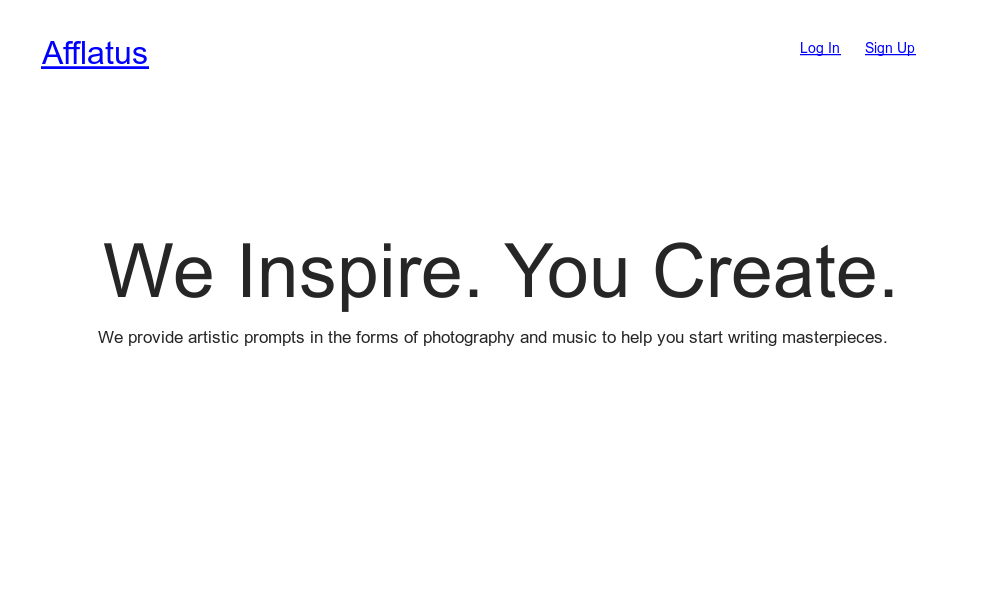 Afflatus
Log In Sign Up
We Inspire. You Create.
We provide artistic prompts in the forms of photography and music to help you start writing masterpieces.